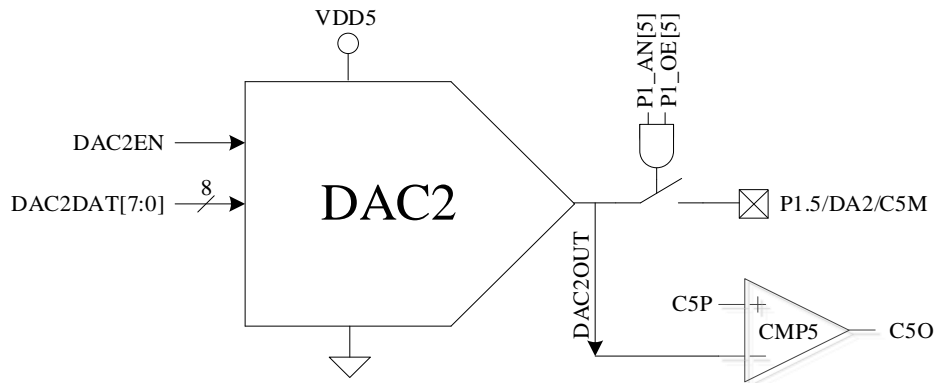 VDD5
P1_AN[5]
P1_OE[5]
DAC2EN
8
DAC2DAT[7:0]
DAC2
P1.5/DA2/C5M
DAC2OUT
C5P
+
CMP5
C5O
−